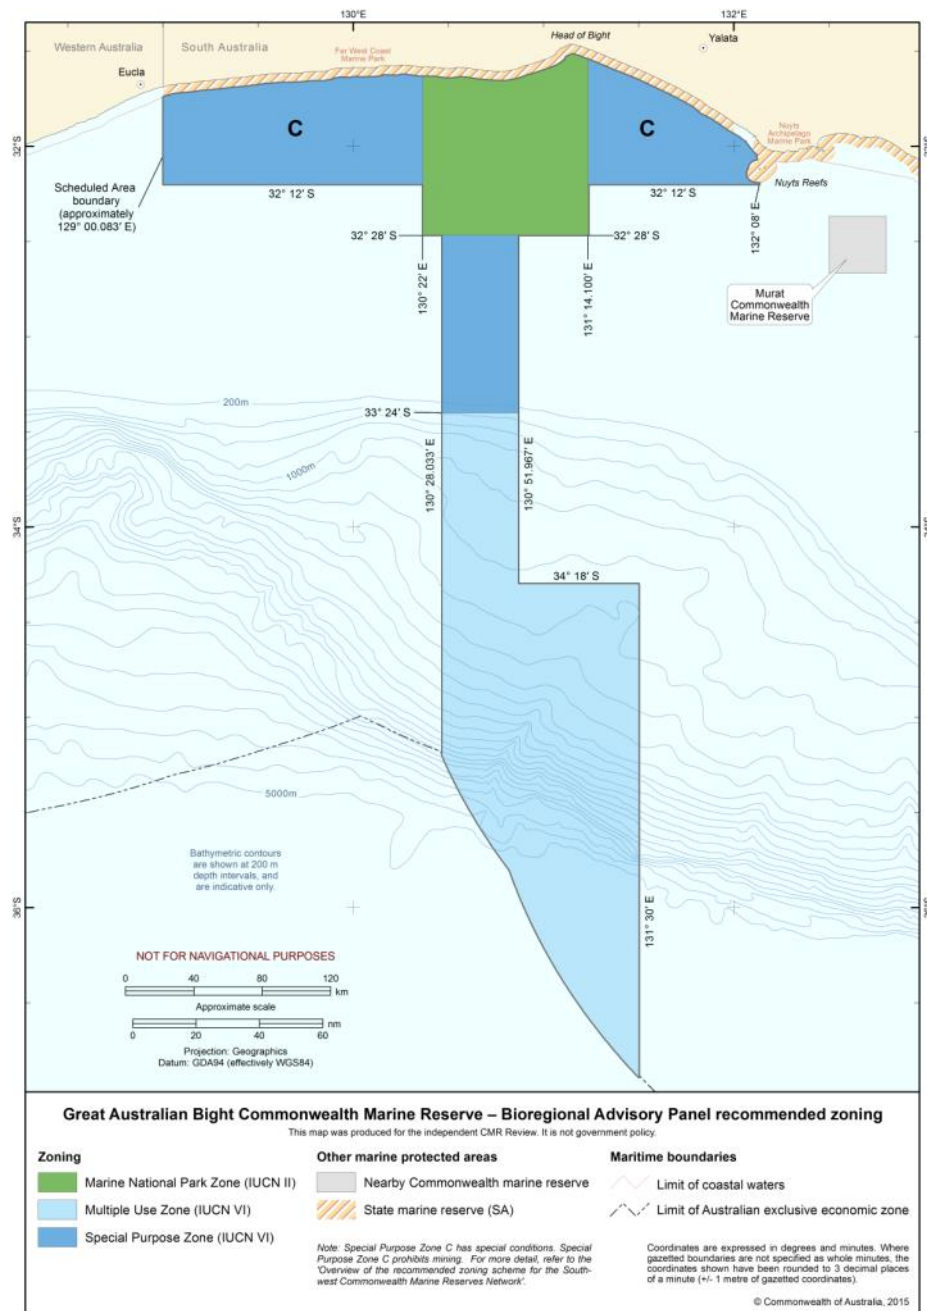 130°E
132°E
Western Australia
South Australia
Head of Bight
Yalata
Far West Coast
Marine Park
Eucla
C
C
Nuyts
Archipelago
Marine Park
32°S
32°S
Scheduled Area
boundary
(approximately
129° 00.083' E)
32° 12' S
32° 12' S
Nuyts Reefs
132° 08' E
32° 28' S
32° 28' S
130° 22' E
131° 14.100' E
Murat
Commonwealth
Marine Reserve
200m
33° 24' S
1000m
130° 28.033' E
130° 51.967' E
34°S
34°S
34° 18' S
5000m
Bathymetric contours
are shown at 200 m
depth intervals, and
are indicative only.
36°S
36°S
131° 30' E
NOT FOR NAVIGATIONAL PURPOSES
0 40 80 120
km
Approximate scale
nm
0 20 40 60
Projection: Geographics
Datum: GDA94 (effectively WGS84)
Great Australian Bight Commonwealth Marine Reserve – Bioregional Advisory Panel recommended zoning
This map was produced for the independent CMR Review. It is not government policy.
Zoning
Marine National Park Zone (IUCN II)
Multiple Use Zone (IUCN VI)
Special Purpose Zone (IUCN VI)
Other marine protected areas
Nearby Commonwealth marine reserve
State marine reserve (SA)
Note: Special Purpose Zone C has special conditions. Special
Purpose Zone C prohibits mining. For more detail, refer to the
'Overview of the recommended zoning scheme for the South-
west Commonwealth Marine Reserves Network'.
Maritime boundaries
Limit of coastal waters
Limit of Australian exclusive economic zone
Coordinates are expressed in degrees and minutes. Where
gazetted boundaries are not specified as whole minutes, the
coordinates shown have been rounded to 3 decimal places
of a minute (+/- 1 metre of gazetted coordinates).
© Commonwealth of Australia, 2015